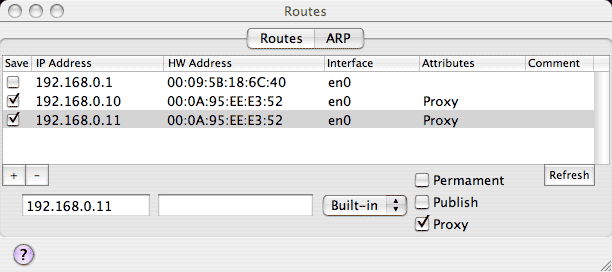 Routes
Routes ARP
Save IP Address HW Address Interface Attributes Comment
192.168.0.1 00:09:5B:18:6C:40 en0
192.168.0.10 00:0A:95:EE:E3:52 en0 Proxy
192.168.0.11 00:0A:95:EE:E3:52 en0 Proxy
+ - Refresh
Permament
192.168.0.11 Built-in Publish
Proxy
?